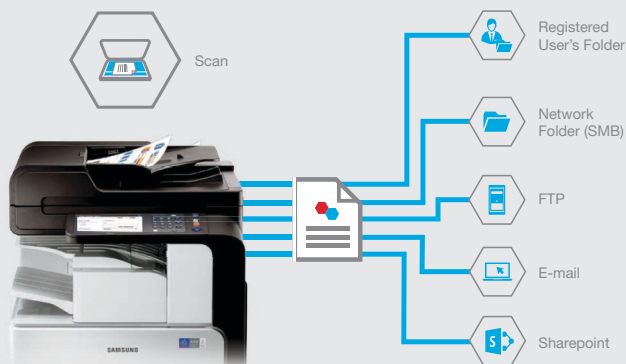 Scan
Registered
User's Folder
Network
Folder (SMB)
FTP
E-mail
S
Sharepoint
SAMSUNG